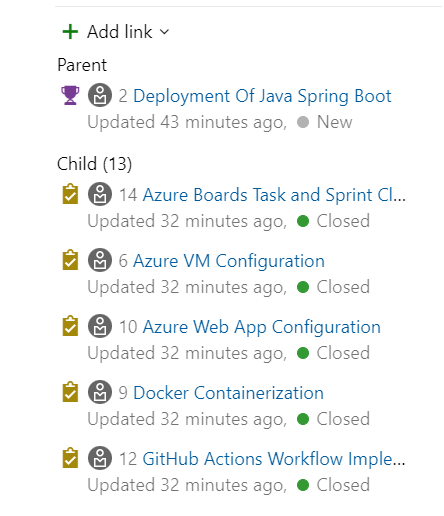 Add link
Parent
2 Deployment Of Java Spring Boot
Updated 43 minutes ago, New
Child (13)
14 Azure Boards Task and Sprint Cl...
Updated 32 minutes ago, Closed
6 Azure VM Configuration
Updated 32 minutes ago, Closed
10 Azure Web App Configuration
Updated 32 minutes ago, Closed
9 Docker Containerization
Updated 32 minutes ago, Closed
12 GitHub Actions Workflow Imple...
Updated 32 minutes ago, Closed